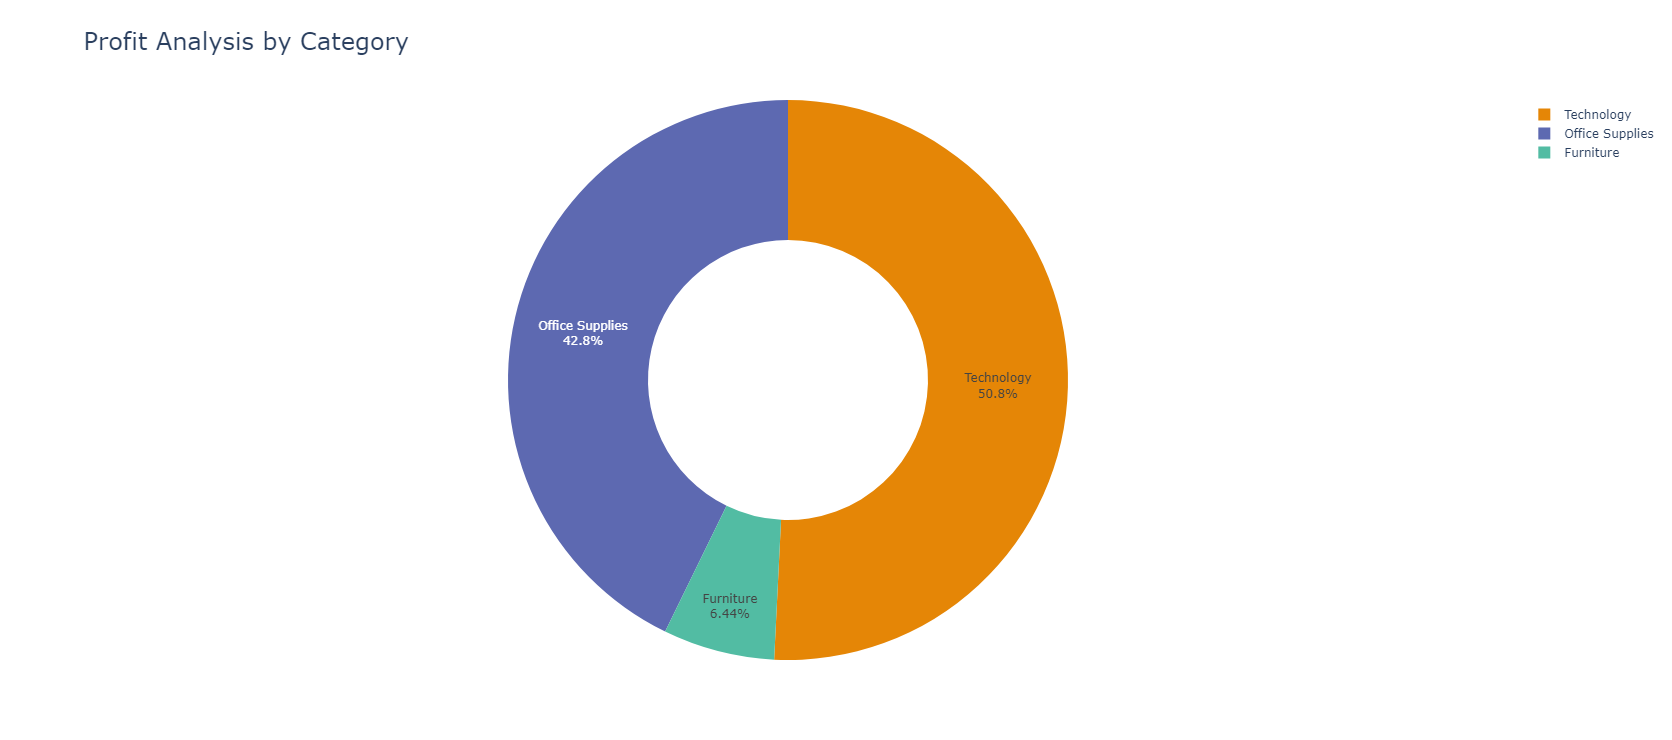 Profit Analysis by Category
Technology
Office Supplies
Furniture
Office Supplies
42.8%
Technology
50.8%
Furniture
6.44%